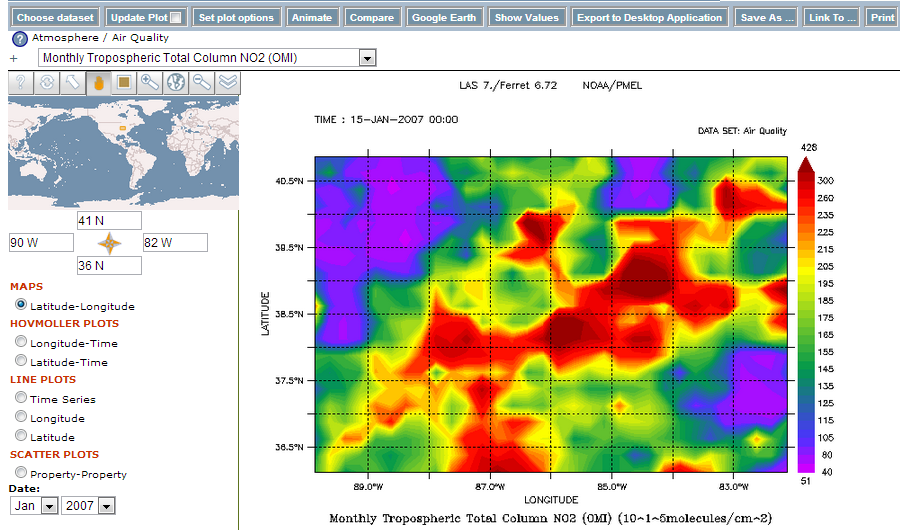 Choose dataset Update Plot Set plot options Animate Compare Google Earth Show Values Export to Desktop Application Save As ... Link To ... Print
? Atmosphere / Air Quality
+ Monthly Tropospheric Total Column NO2 (OMI)
LAS 7./Ferret 6.72 NOAA/PMEL
TIME : 15-JAN-2007 00:00
DATA SET: Air Quality
41 N
90 W 82 W
36 N
MAPS
Latitude-Longitude
HOVMOLLER PLOTS
Longitude-Time
Latitude-Time
LINE PLOTS
Time Series
Longitude
Latitude
SCATTER PLOTS
Property-Property
Date:
Jan 2007
LATITUDE
40.5°N
39.5°N
38.5°N
37.5°N
36.5°N
89.0°W 87.0°W 85.0°W 83.0°W
LONGITUDE
428
300
260
235
225
215
205
195
185
175
165
155
145
135
125
115
105
80
40
51
Monthly Tropospheric Total Column NO2 (OMI) (10~1~5molecules/cm~2)